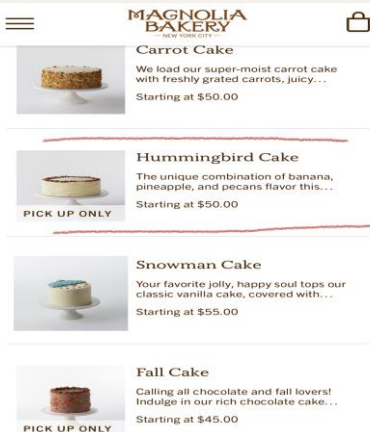 MAGNOLIA
BAKERY
NEW YORK CITY
Carrot Cake
We load our super-moist carrot cake
with freshly grated carrots, juicy...
Starting at $50.00
Hummingbird Cake
The unique combination of banana,
pineapple, and pecans flavor this...
Starting at $50.00
PICK UP ONLY
Snowman Cake
Your favorite jolly, happy soul tops our
classic vanilla cake, covered with...
Starting at $55.00
Fall Cake
Calling all chocolate and fall lovers!
Indulge in our rich chocolate cake...
Starting at $45.00
PICK UP ONLY